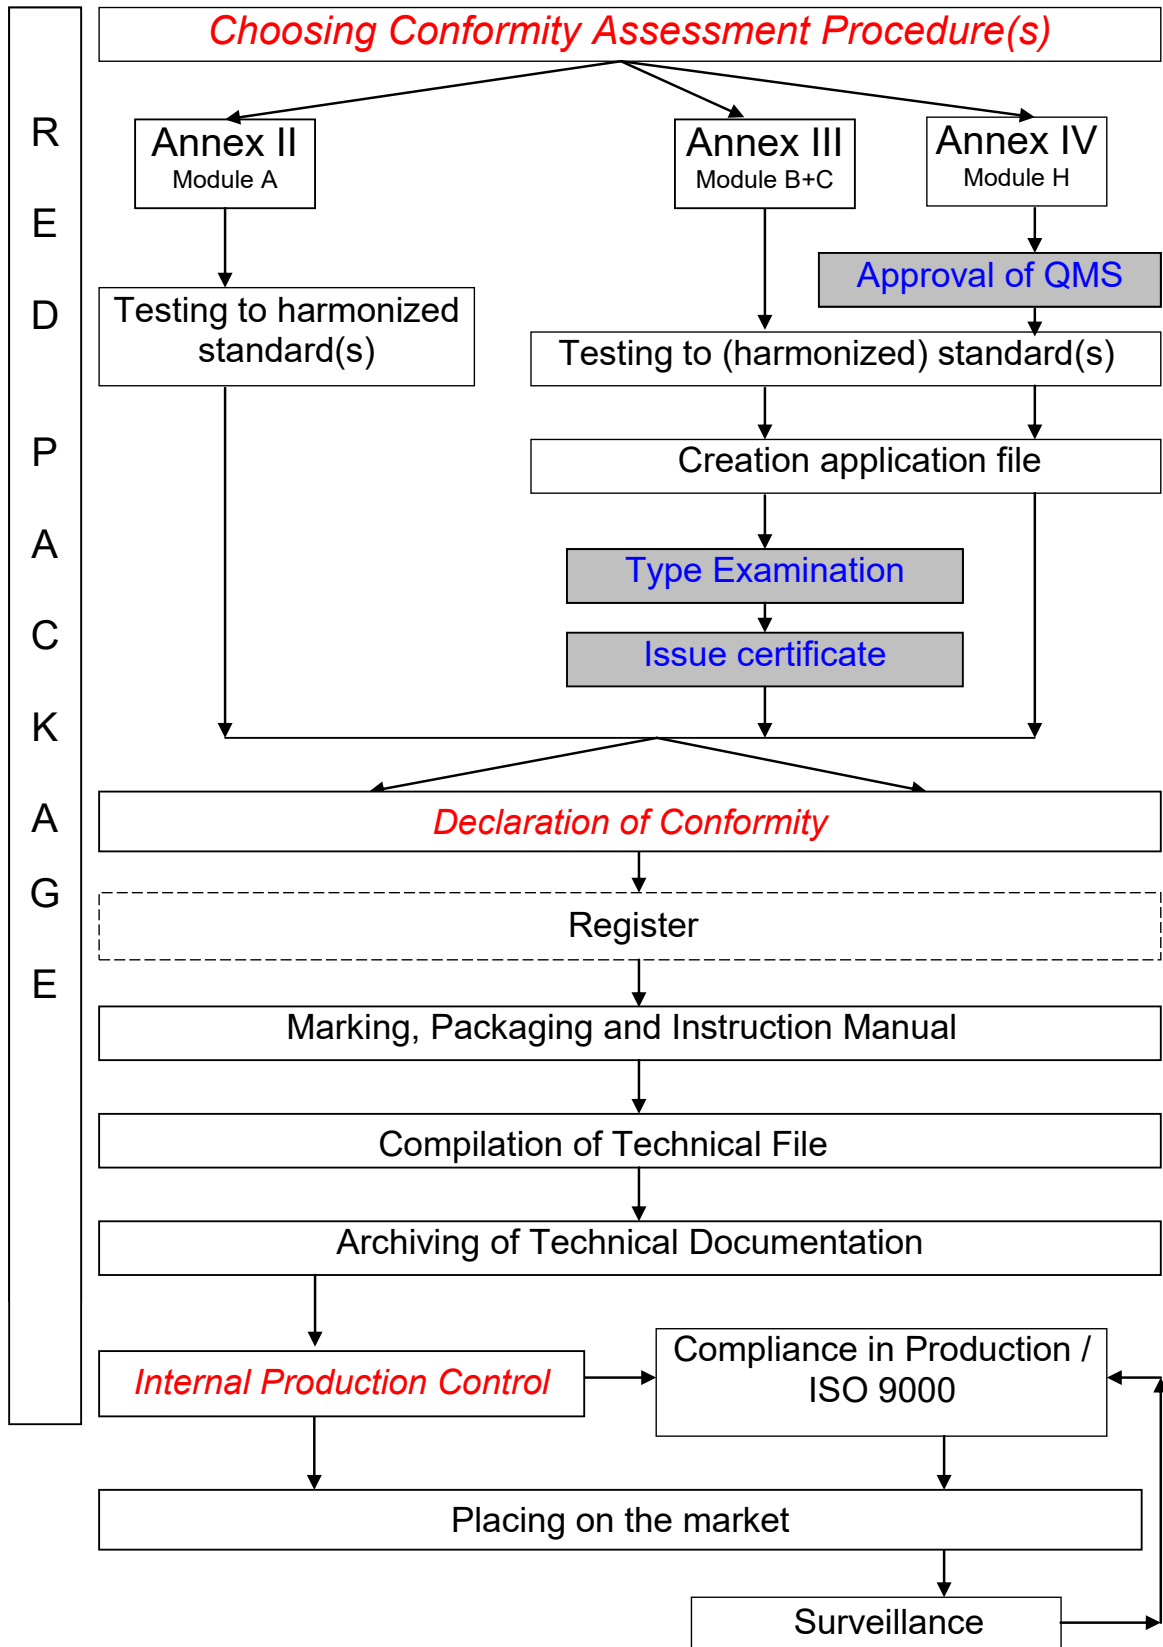 RED PACKAGE
Choosing Conformity Assessment Procedure(s)
Annex II
Module A
Annex III
Module B+C
Annex IV
Module H
Approval of QMS
Testing to harmonized
standard(s)
Testing to (harmonized) standard(s)
Creation application file
Type Examination
Issue certificate
Declaration of Conformity
Register
Marking, Packaging and Instruction Manual
Compilation of Technical File
Archiving of Technical Documentation
Internal Production Control
Compliance in Production /
ISO 9000
Placing on the market
Surveillance